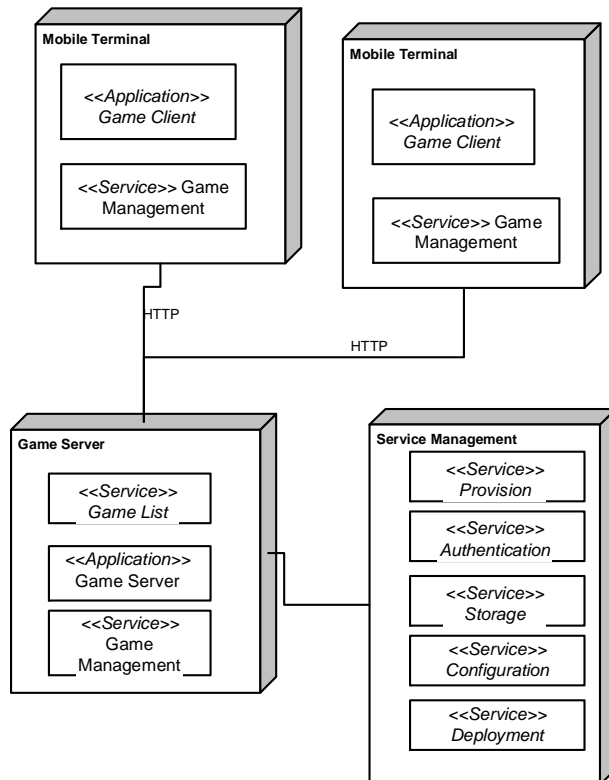 Mobile Terminal
<<Application>>
Game Client
<<Service>> Game
Management
Mobile Terminal
<<Application>>
Game Client
<<Service>> Game
Management
HTTP
HTTP
Game Server
<<Service>>
Game List
<<Application>>
Game Server
<<Service>>
Game
Management
Service Management
<<Service>>
Provision
<<Service>>
Authentication
<<Service>>
Storage
<<Service>>
Configuration
<<Service>>
Deployment